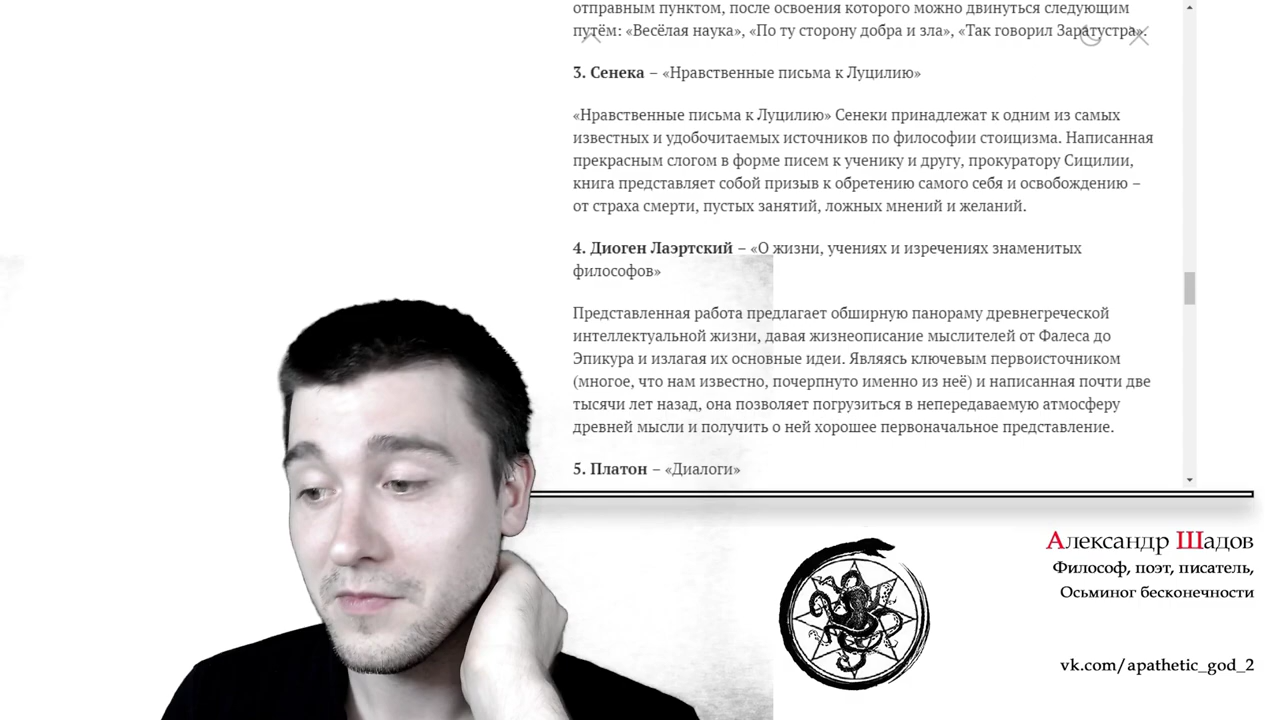 отправным пунктом, после освоения которого можно двинуться следующим
путём: «Весёлая наука», «По ту сторону добра и зла», «Так говорил Заратустра».
3. Сенека – «Нравственные письма к Луцилию»
«Нравственные письма к Луцилию» Сенеки принадлежат к одним из самых
известных и удобочитаемых источников по философии стоицизма. Написанная
прекрасным слогом в форме писем к ученику и другу, прокуратору Сицилии,
книга представляет собой призыв к обретению самого себя и освобождению –
от страха смерти, пустых занятий, ложных мнений и желаний.
4. Диоген Лаэртский – «О жизни, учениях и изречениях знаменитых
философов»
Представленная работа предлагает обширную панораму древнегреческой
интеллектуальной жизни, давая жизнеописание мыслителей от Фалеса до
Эпикура и излагая их основные идеи. Являясь ключевым первоисточником
(многое, что нам известно, почерпнуто именно из неё) и написанная почти две
тысячи лет назад, она позволяет погрузиться в непередаваемую атмосферу
древней мысли и получить о ней хорошее первоначальное представление.
5. Платон – «Диалоги»
Александр Шадов
Философ, поэт, писатель,
Осьминог бесконечности
vk.com/apathetic_god_2